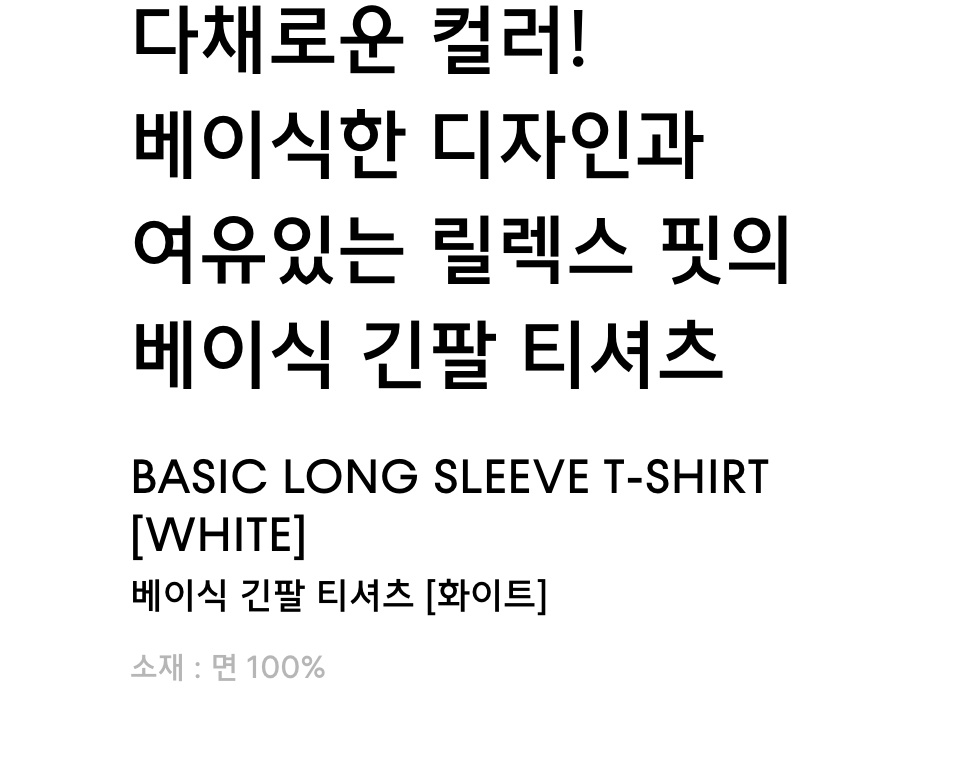 다채로운 컬러!
베이식한 디자인과
여유있는 릴렉스 핏의
베이식 긴팔 티셔츠
BASIC LONG SLEEVE T-SHIRT
[WHITE]
베이식 긴팔 티셔츠 [화이트]
소재 : 면 100%